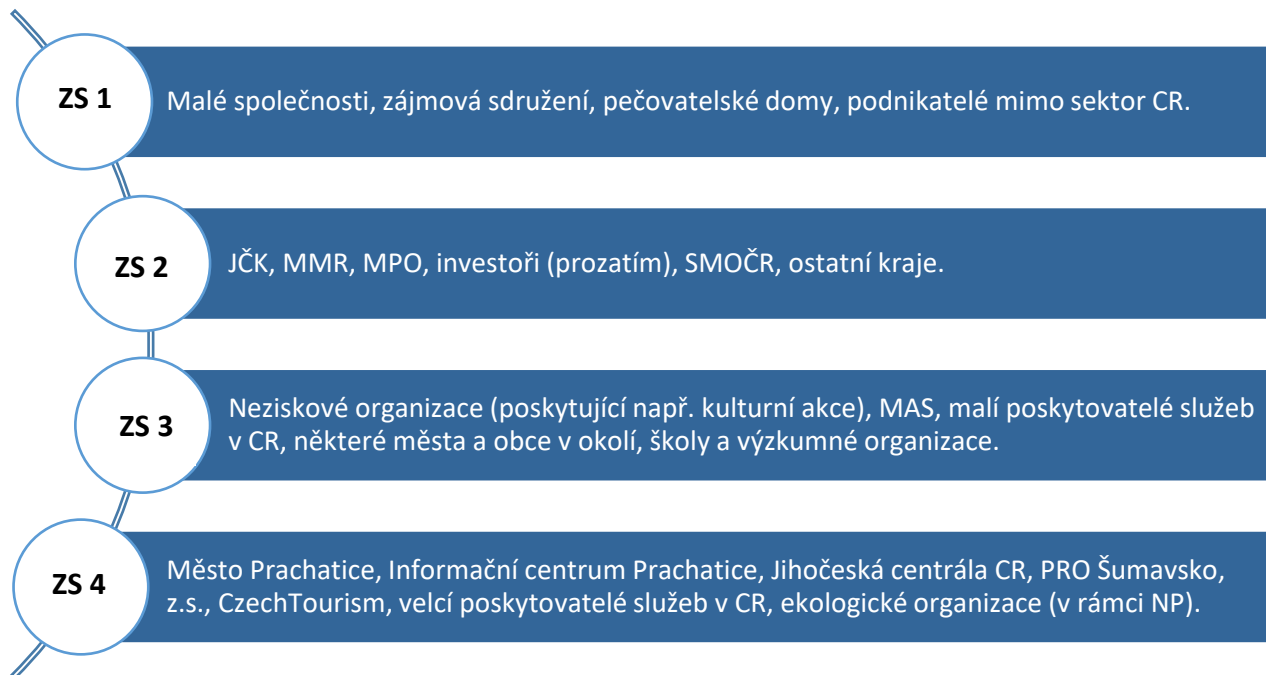 ZS 1
Malé společnosti, zájmová sdružení, pečovatelské domy, podnikatelé mimo sektor CR.
ZS 2
JČK, MMR, MPO, investoři (prozatím), SMOČR, ostatní kraje.
ZS 3
Neziskové organizace (poskytující např. kulturní akce), MAS, malí poskytovatelé služeb
v CR, některé města a obce v okolí, školy a výzkumné organizace.
ZS 4
Město Prachatice, Informační centrum Prachatice, Jihočeská centrála CR, PRO Šumavsko,
z.s., CzechTourism, velcí poskytovatelé služeb v CR, ekologické organizace (v rámci NP).